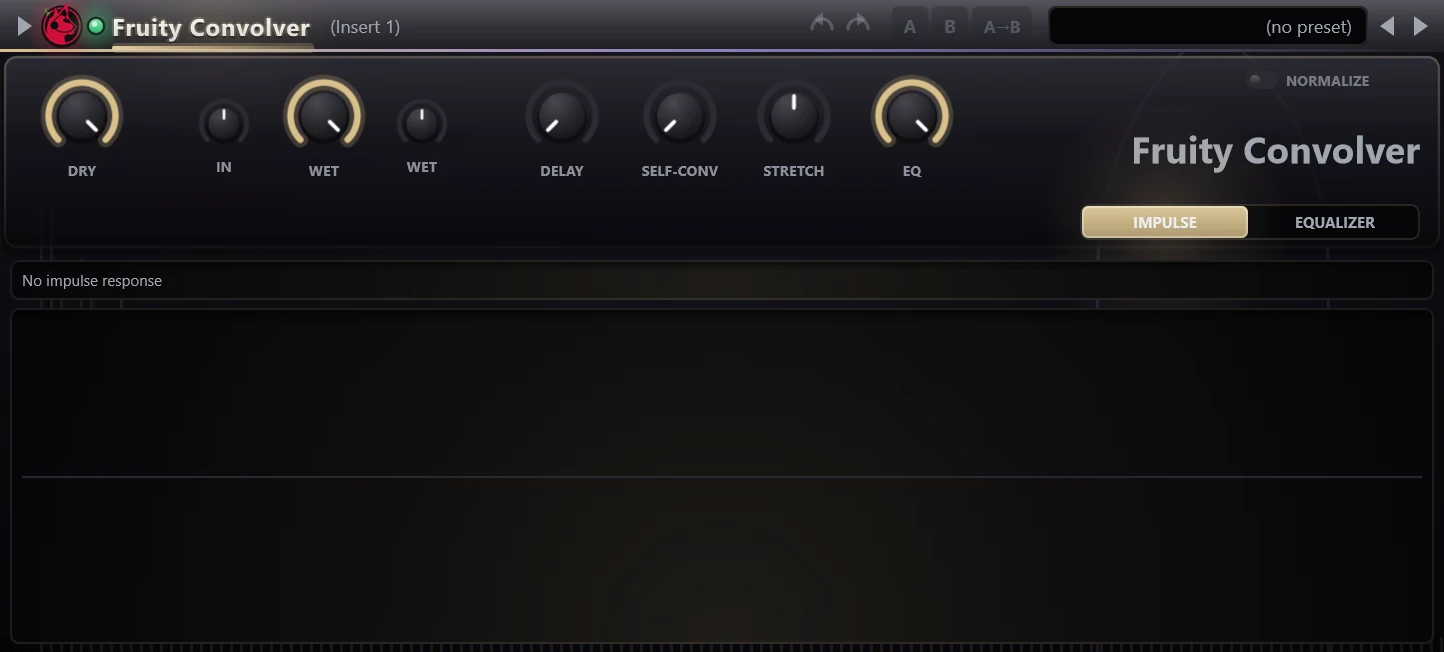 Fruity Convolver (Insert 1) A B A→B (no preset)
NORMALIZE
DRY IN WET WET DELAY SELF-CONV STRETCH EQ
Fruity Convolver
IMPULSE EQUALIZER
No impulse response